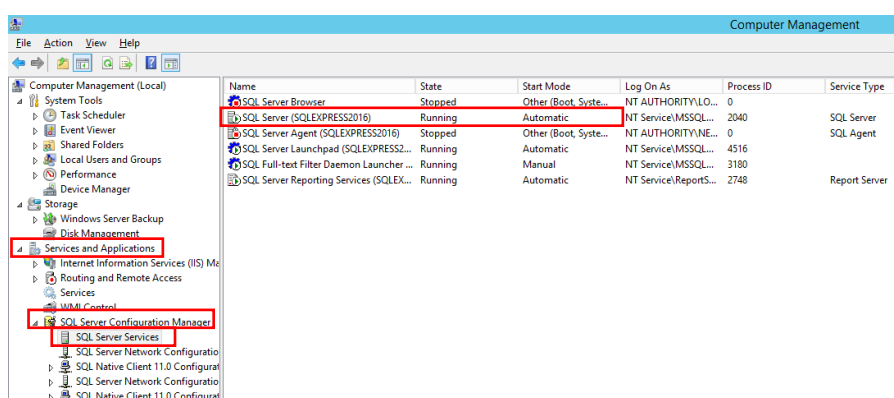 Computer Management
File Action View Help
Computer Management (Local)
System Tools
Task Scheduler
Event Viewer
Shared Folders
Local Users and Groups
Performance
Device Manager
Storage
Windows Server Backup
Disk Management
Services and Applications
Internet Information Services (IIS) Ma
Routing and Remote Access
Services
WMI Control
SQL Server Configuration Manager
SQL Server Services
SQL Server Network Configuratio
SQL Native Client 11.0 Configurat
SQL Server Network Configuratio
SQL Native Client 11.0 Configurat
Name State Start Mode Log On As Process ID Service Type
SQL Server Browser Stopped Other (Boot, Syste... NT AUTHORITY\LO... 0
SQL Server (SQLEXPRESS2016) Running Automatic NT Service\MSSQL... 2040 SQL Server
SQL Server Agent (SQLEXPRESS2016) Stopped Other (Boot, Syste... NT AUTHORITY\NE... 0 SQL Agent
SQL Server Launchpad (SQLEXPRESS2... Running Automatic NT Service\MSSQL... 4516
SQL Full-text Filter Daemon Launcher ... Running Manual NT Service\MSSQL... 3180
SQL Server Reporting Services (SQLEX... Running Automatic NT Service\ReportS... 2748 Report Server